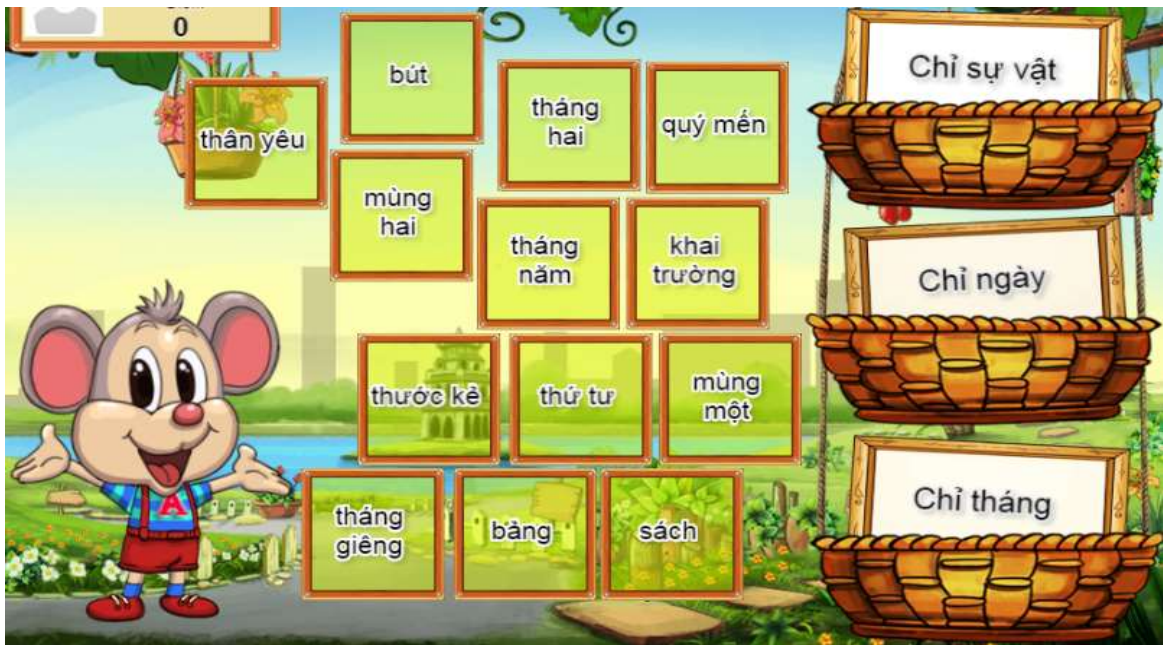 0
bút
thân yêu
tháng
hai
quý mến
mùng
hai
tháng
năm
khai
trường
thước kẻ
thứ tư
mùng
một
tháng
giêng
bảng
sách
Chỉ sự vật
Chỉ ngày
Chỉ tháng
A